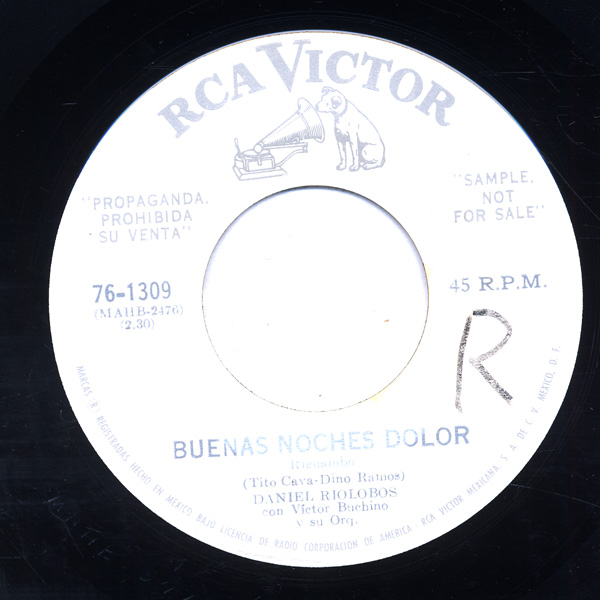 RCA VICTOR
"PROPAGANDA.
PROHIBIDA
SU VENTA"
"SAMPLE.
NOT
FOR SALE"
76-1309
(MAHB-2476)
(2.30)
45 R.P.M.
R
BUENAS NOCHES DOLOR
(Tito Cava-Dino Ramos)
DANIEL RIOLOBOS
con Víctor Buchino
y su Orq.
MARCAS (R) REGISTRADAS HECHO EN MEXICO BAJO LICENCIA DE RADIO CORPORACION DE AMERICA - RCA VICTOR MEXICANA, S. A. DE C. V. MEXICO, D. F.